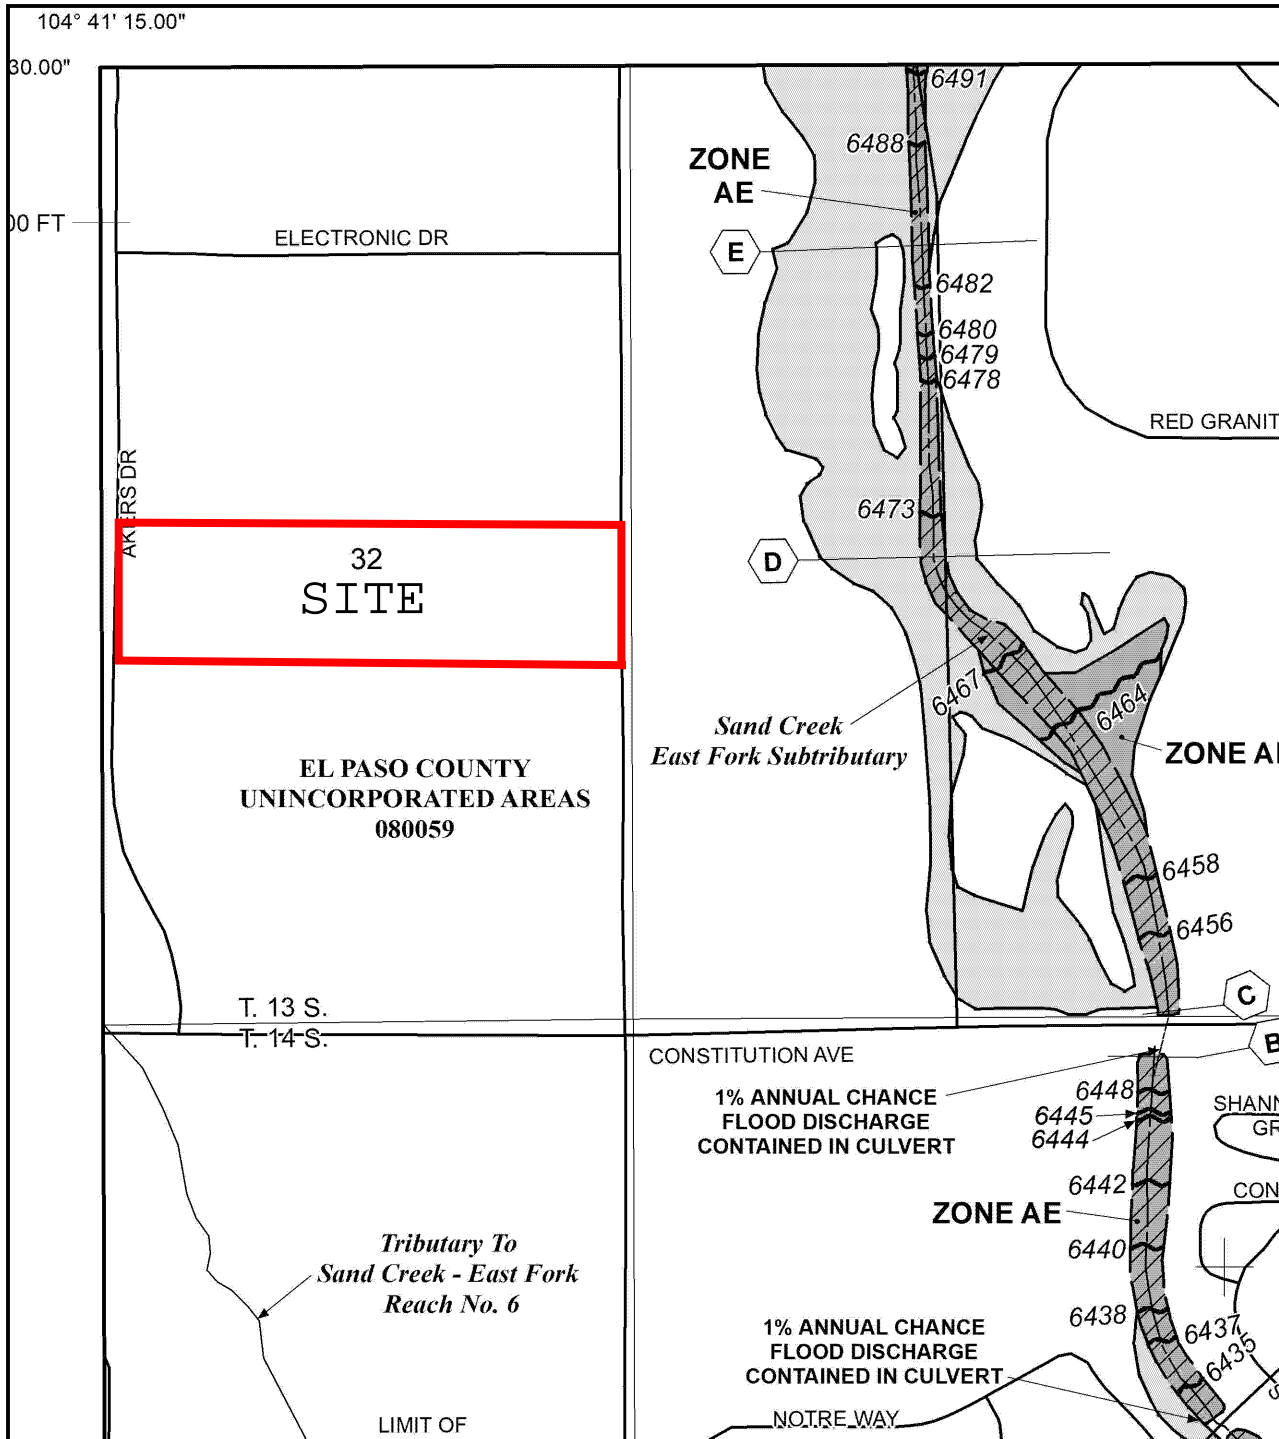 104° 41' 15.00"
30.00"
6491
6488
ZONE
AE
00 FT
ELECTRONIC DR
E
6482
6480
6479
6478
RED GRANIT
AKERS DR
6473
32
SITE
D
6467
6464
Sand Creek
East Fork Subtributary
ZONE AE
EL PASO COUNTY
UNINCORPORATED AREAS
080059
6458
6456
C
T. 13 S.
T. 14 S.
B
CONSTITUTION AVE
1% ANNUAL CHANCE
FLOOD DISCHARGE
CONTAINED IN CULVERT
6448
6445
6444
SHANN
GR
6442
CON
ZONE AE
6440
Tributary To
Sand Creek - East Fork
Reach No. 6
6438
6437
6435
1% ANNUAL CHANCE
FLOOD DISCHARGE
CONTAINED IN CULVERT
S
NOTRE WAY
LIMIT OF